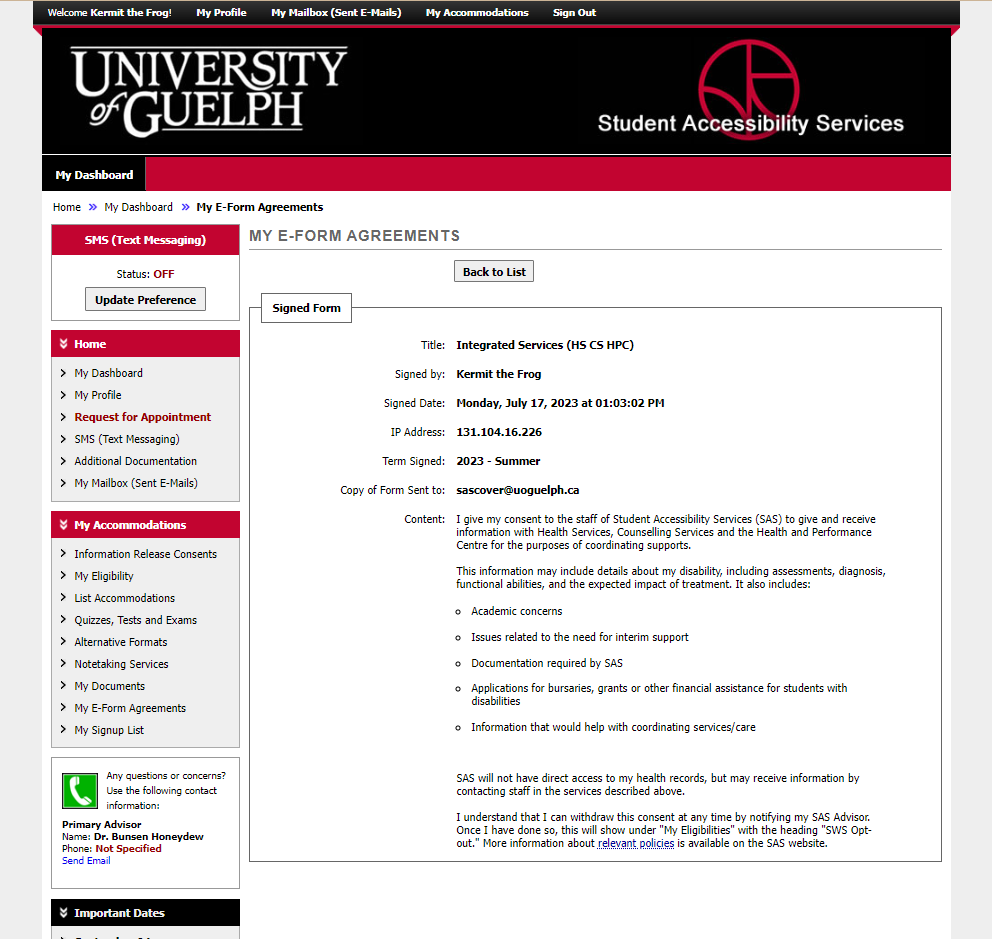 Welcome Kermit the Frog! My Profile My Mailbox (Sent E-Mails) My Accommodations Sign Out
UNIVERSITY
of GUELPH
Student Accessibility Services
My Dashboard
Home » My Dashboard » My E-Form Agreements
SMS (Text Messaging)
Status: OFF
Update Preference
Home
My Dashboard
My Profile
Request for Appointment
SMS (Text Messaging)
Additional Documentation
My Mailbox (Sent E-Mails)
My Accommodations
Information Release Consents
My Eligibility
List Accommodations
Quizzes, Tests and Exams
Alternative Formats
Notetaking Services
My Documents
My E-Form Agreements
My Signup List
Any questions or concerns?
Use the following contact
information:
Primary Advisor
Name: Dr. Bunsen Honeydew
Phone: Not Specified
Send Email
Important Dates
MY E-FORM AGREEMENTS
Back to List
Signed Form
Title: Integrated Services (HS CS HPC)
Signed by: Kermit the Frog
Signed Date: Monday, July 17, 2023 at 01:03:02 PM
IP Address: 131.104.16.226
Term Signed: 2023 - Summer
Copy of Form Sent to: sascover@uoguelph.ca
Content: I give my consent to the staff of Student Accessibility Services (SAS) to give and receive
information with Health Services, Counselling Services and the Health and Performance
Centre for the purposes of coordinating supports.
This information may include details about my disability, including assessments, diagnosis,
functional abilities, and the expected impact of treatment. It also includes:
Academic concerns
Issues related to the need for interim support
Documentation required by SAS
Applications for bursaries, grants or other financial assistance for students with
disabilities
Information that would help with coordinating services/care
SAS will not have direct access to my health records, but may receive information by
contacting staff in the services described above.
I understand that I can withdraw this consent at any time by notifying my SAS Advisor.
Once I have done so, this will show under "My Eligibilities" with the heading "SWS Opt-
out." More information about relevant policies is available on the SAS website.